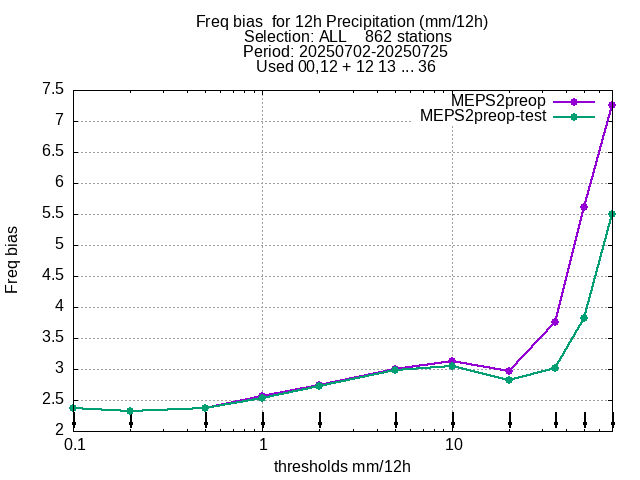 Freq bias  for 12h Precipitation (mm/12h)
Selection: ALL    862 stations
Period: 20250702-20250725
Used 00,12 + 12 13 ... 36
MEPS2preop
MEPS2preop-test
Freq bias
7.5
7
6.5
6
5.5
5
4.5
4
3.5
3
2.5
2
0.1 1 10
thresholds mm/12h